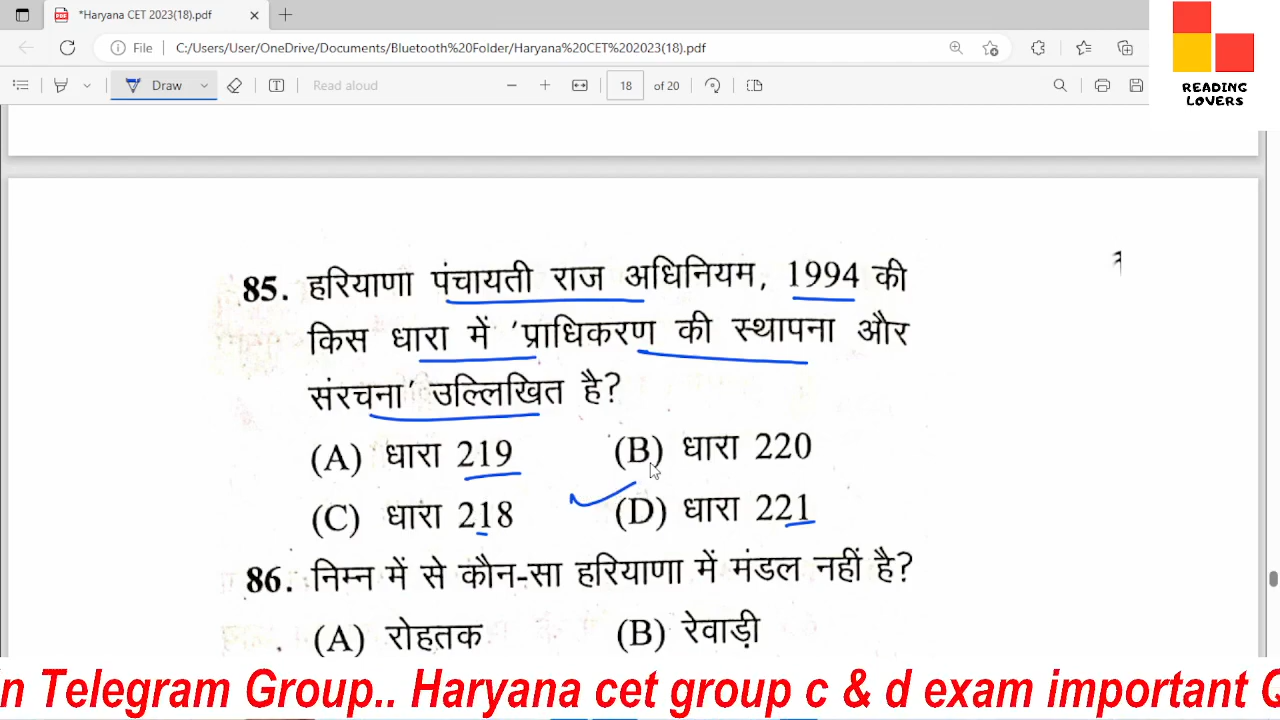 *Haryana CET 2023(18).pdf
File
C:/Users/User/OneDrive/Documents/Bluetooth%20Folder/Haryana%20CET%202023(18).pdf
Draw
Read aloud
18 of 20
READING
LOVERS
85. हरियाणा पंचायती राज अधिनियम, 1994 की
किस धारा में 'प्राधिकरण की स्थापना और
संरचना' उल्लिखित है?
(A) धारा 219 (B) धारा 220
(C) धारा 218 (D) धारा 221
86. निम्न में से कौन-सा हरियाणा में मंडल नहीं है?
(A) रोहतक (B) रेवाड़ी
n Telegram Group.. Haryana cet group c & d exam important Q